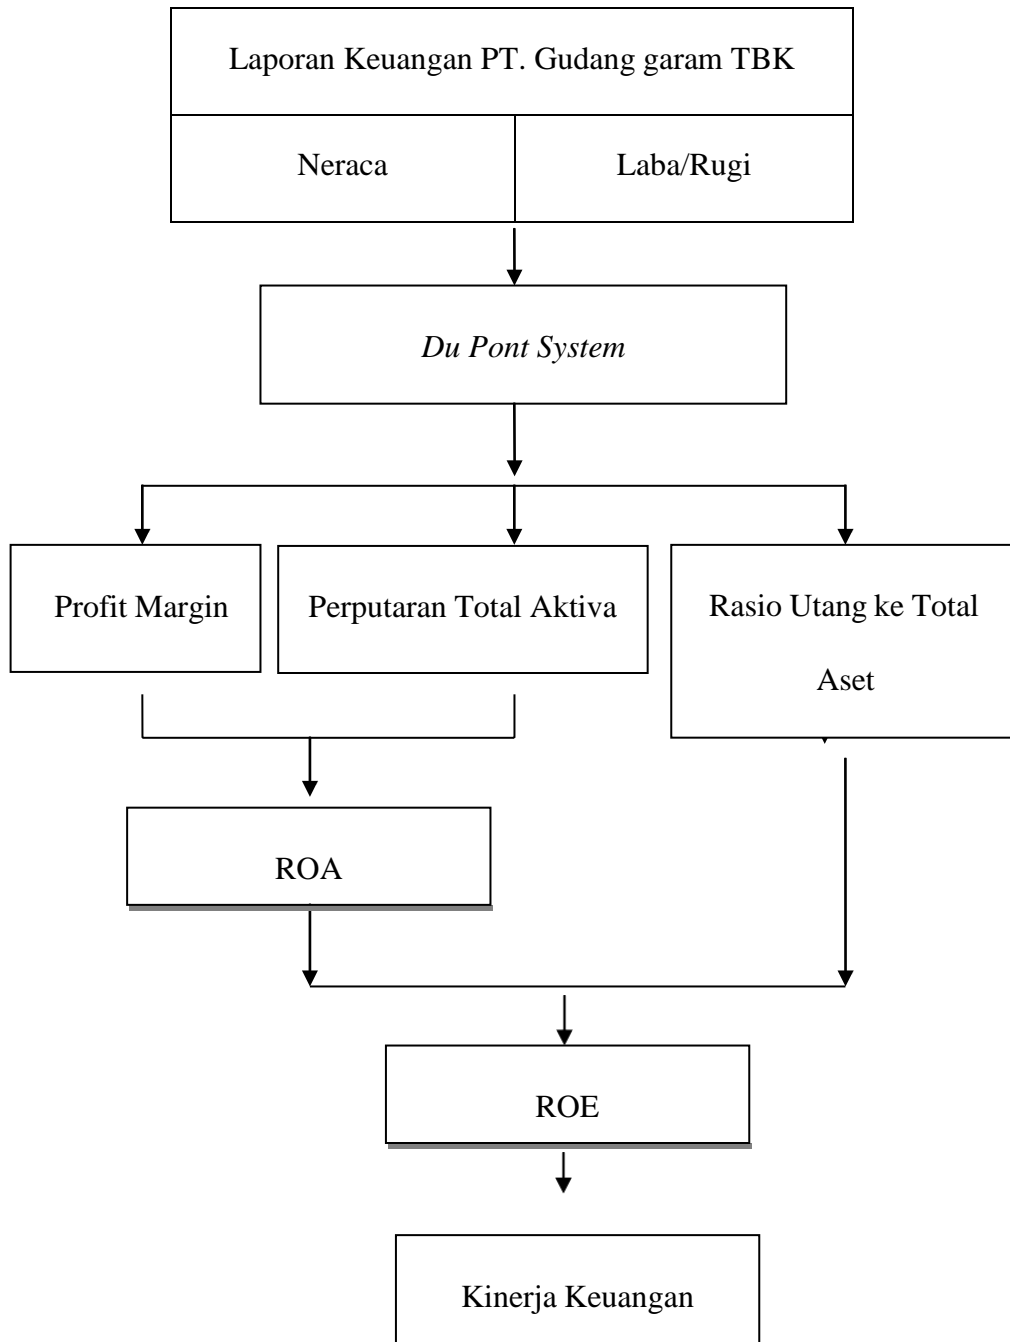 Laporan Keuangan PT. Gudang garam TBK
Neraca
Laba/Rugi
Du Pont System
Profit Margin
Perputaran Total Aktiva
Rasio Utang ke Total
Aset
ROA
ROE
Kinerja Keuangan